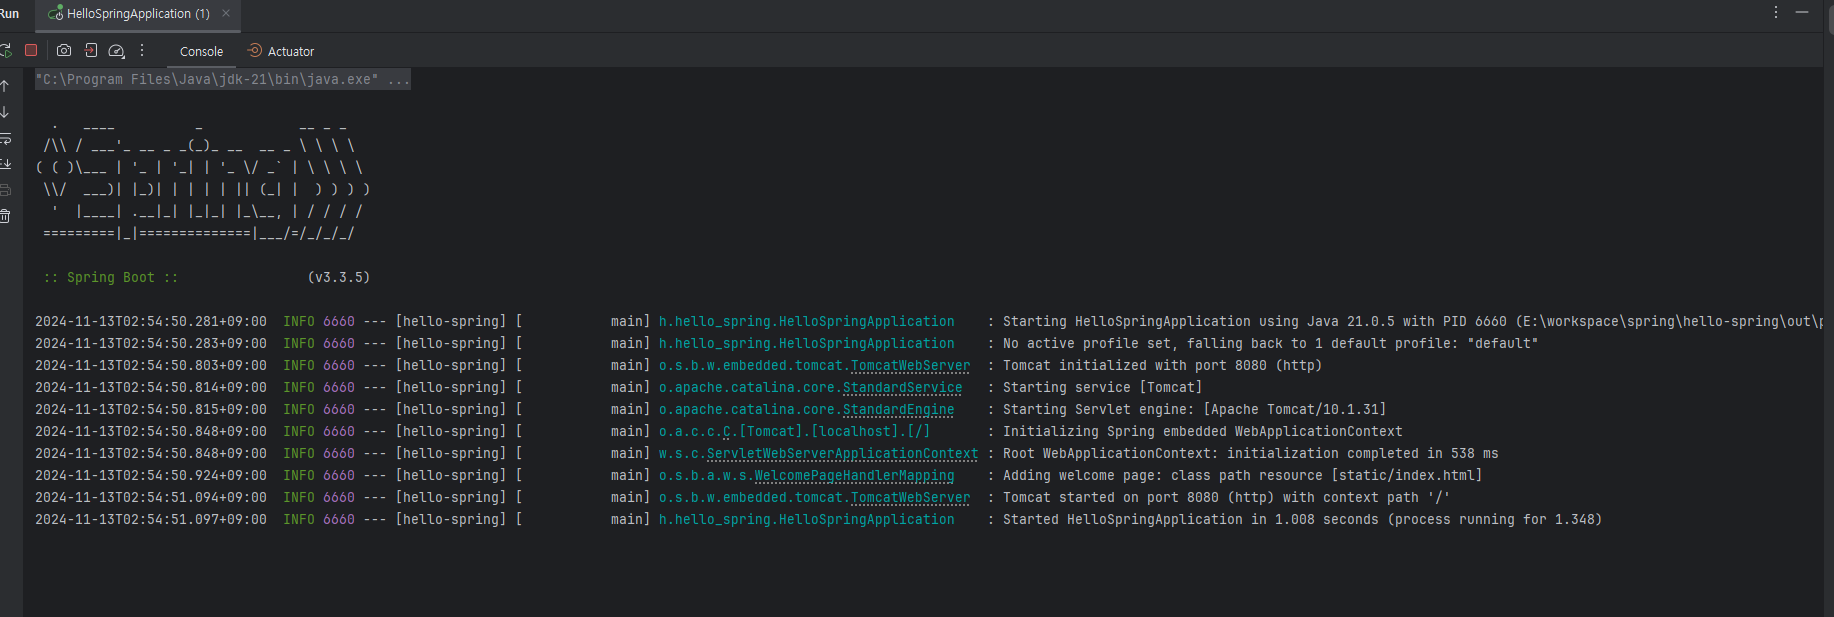 Run HelloSpringApplication (1)
Console Actuator
"C:\Program Files\Java\jdk-21\bin\java.exe" ...
  .   ____          _            __ _ _
 /\\ / ___'_ __ _ _(_)_ __  __ _ \ \ \ \
( ( )\___ | '_ | '_| | '_ \/ _` | \ \ \ \
 \\/  ___)| |_)| | | | | || (_| |  ) ) ) )
  '  |____| .__|_| |_|_| |_\__, | / / / /
 =========|_|==============|___/=/_/_/_/
 :: Spring Boot ::                (v3.3.5)
2024-11-13T02:54:50.281+09:00  INFO 6660 --- [hello-spring] [           main] h.hello_spring.HelloSpringApplication    : Starting HelloSpringApplication using Java 21.0.5 with PID 6660 (E:\workspace\spring\hello-spring\out\p
2024-11-13T02:54:50.283+09:00  INFO 6660 --- [hello-spring] [           main] h.hello_spring.HelloSpringApplication    : No active profile set, falling back to 1 default profile: "default"
2024-11-13T02:54:50.803+09:00  INFO 6660 --- [hello-spring] [           main] o.s.b.w.embedded.tomcat.TomcatWebServer  : Tomcat initialized with port 8080 (http)
2024-11-13T02:54:50.814+09:00  INFO 6660 --- [hello-spring] [           main] o.apache.catalina.core.StandardService   : Starting service [Tomcat]
2024-11-13T02:54:50.815+09:00  INFO 6660 --- [hello-spring] [           main] o.apache.catalina.core.StandardEngine    : Starting Servlet engine: [Apache Tomcat/10.1.31]
2024-11-13T02:54:50.848+09:00  INFO 6660 --- [hello-spring] [           main] o.a.c.c.C.[Tomcat].[localhost].[/]       : Initializing Spring embedded WebApplicationContext
2024-11-13T02:54:50.848+09:00  INFO 6660 --- [hello-spring] [           main] w.s.c.ServletWebServerApplicationContext : Root WebApplicationContext: initialization completed in 538 ms
2024-11-13T02:54:50.924+09:00  INFO 6660 --- [hello-spring] [           main] o.s.b.a.w.s.WelcomePageHandlerMapping    : Adding welcome page: class path resource [static/index.html]
2024-11-13T02:54:51.094+09:00  INFO 6660 --- [hello-spring] [           main] o.s.b.w.embedded.tomcat.TomcatWebServer  : Tomcat started on port 8080 (http) with context path '/'
2024-11-13T02:54:51.097+09:00  INFO 6660 --- [hello-spring] [           main] h.hello_spring.HelloSpringApplication    : Started HelloSpringApplication in 1.008 seconds (process running for 1.348)